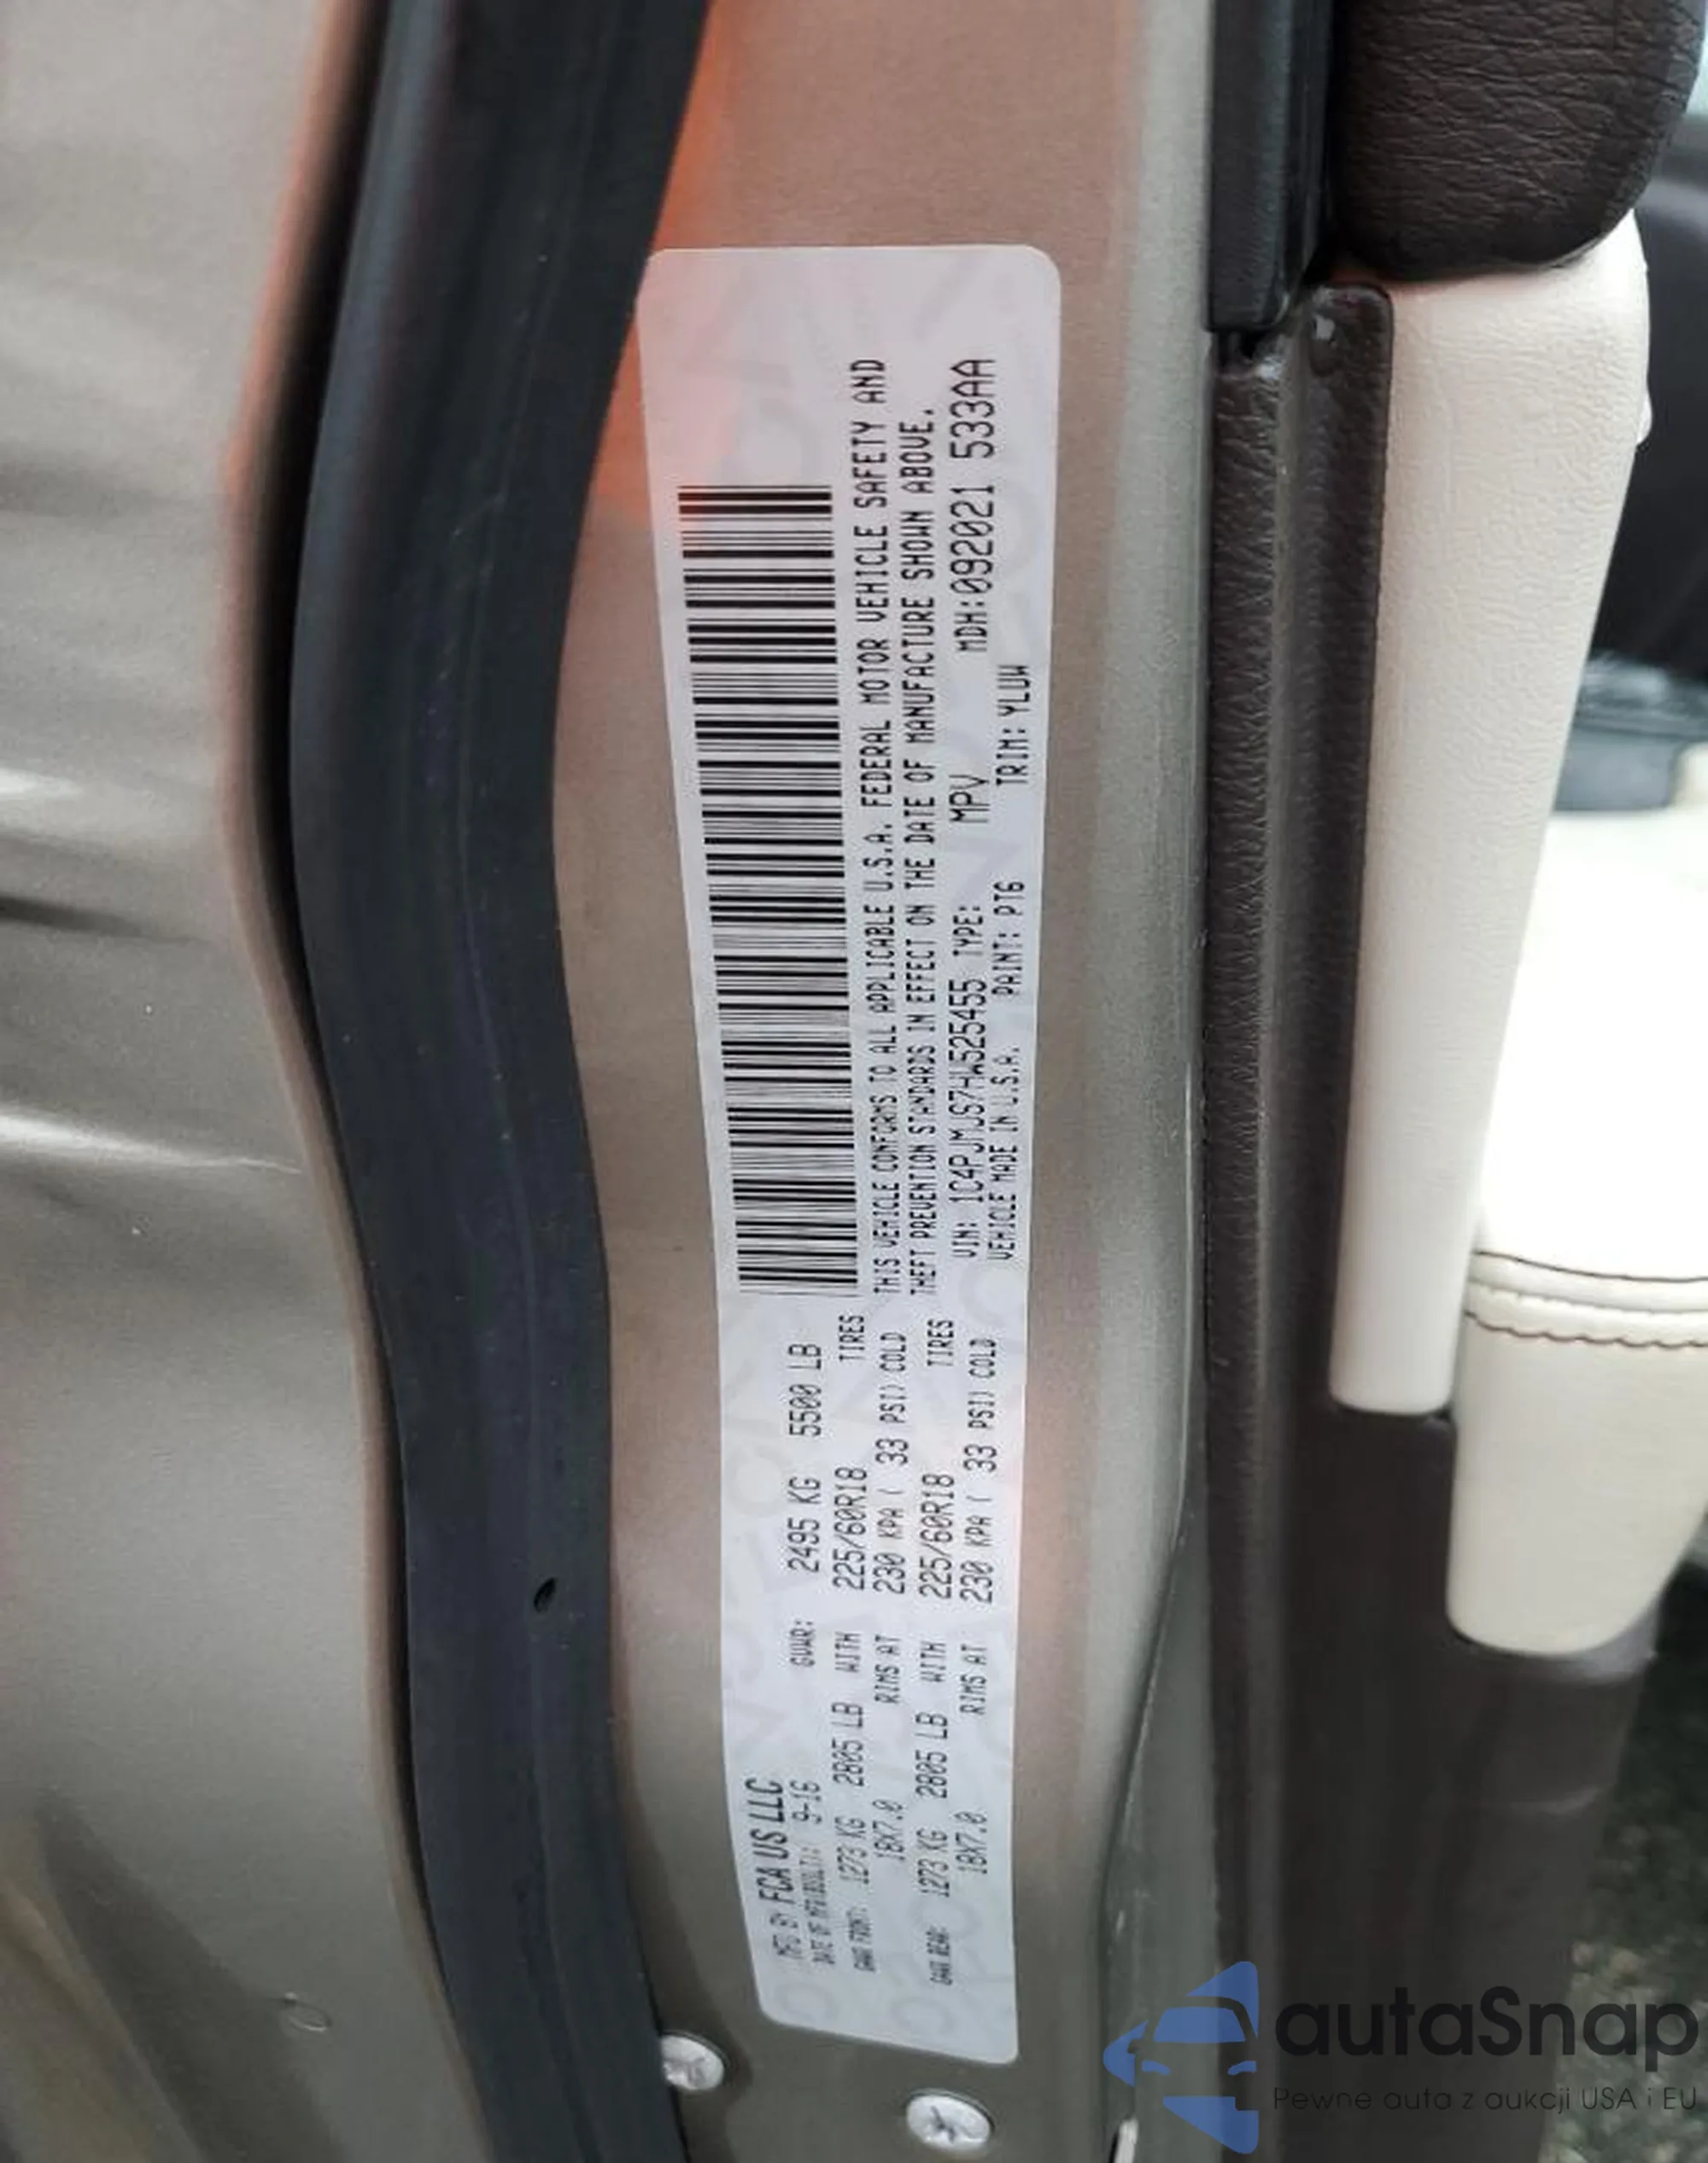 MFD BY FCA US LLC
DATE OF MFR/BUILT: 9-16 GVWR: 2495 KG 5500 LB
GAWR FRONT: 1273 KG 2805 LB WITH 225/60R18 TIRES
18X7.0 RIMS AT 230 KPA ( 33 PSI) COLD
GAWR REAR: 1273 KG 2805 LB WITH 225/60R18 TIRES
18X7.0 RIMS AT 230 KPA ( 33 PSI) COLD
THIS VEHICLE CONFORMS TO ALL APPLICABLE U.S.A. FEDERAL MOTOR VEHICLE SAFETY AND
THEFT PREVENTION STANDARDS IN EFFECT ON THE DATE OF MANUFACTURE SHOWN ABOVE.
VIN: 1C4PJMJS7HW525455 TYPE: MPV MDH:092021 533AA
VEHICLE MADE IN U.S.A. PAINT: PTG TRIM: YLUW
autaSnap
Pewne auta z aukcji USA i EU